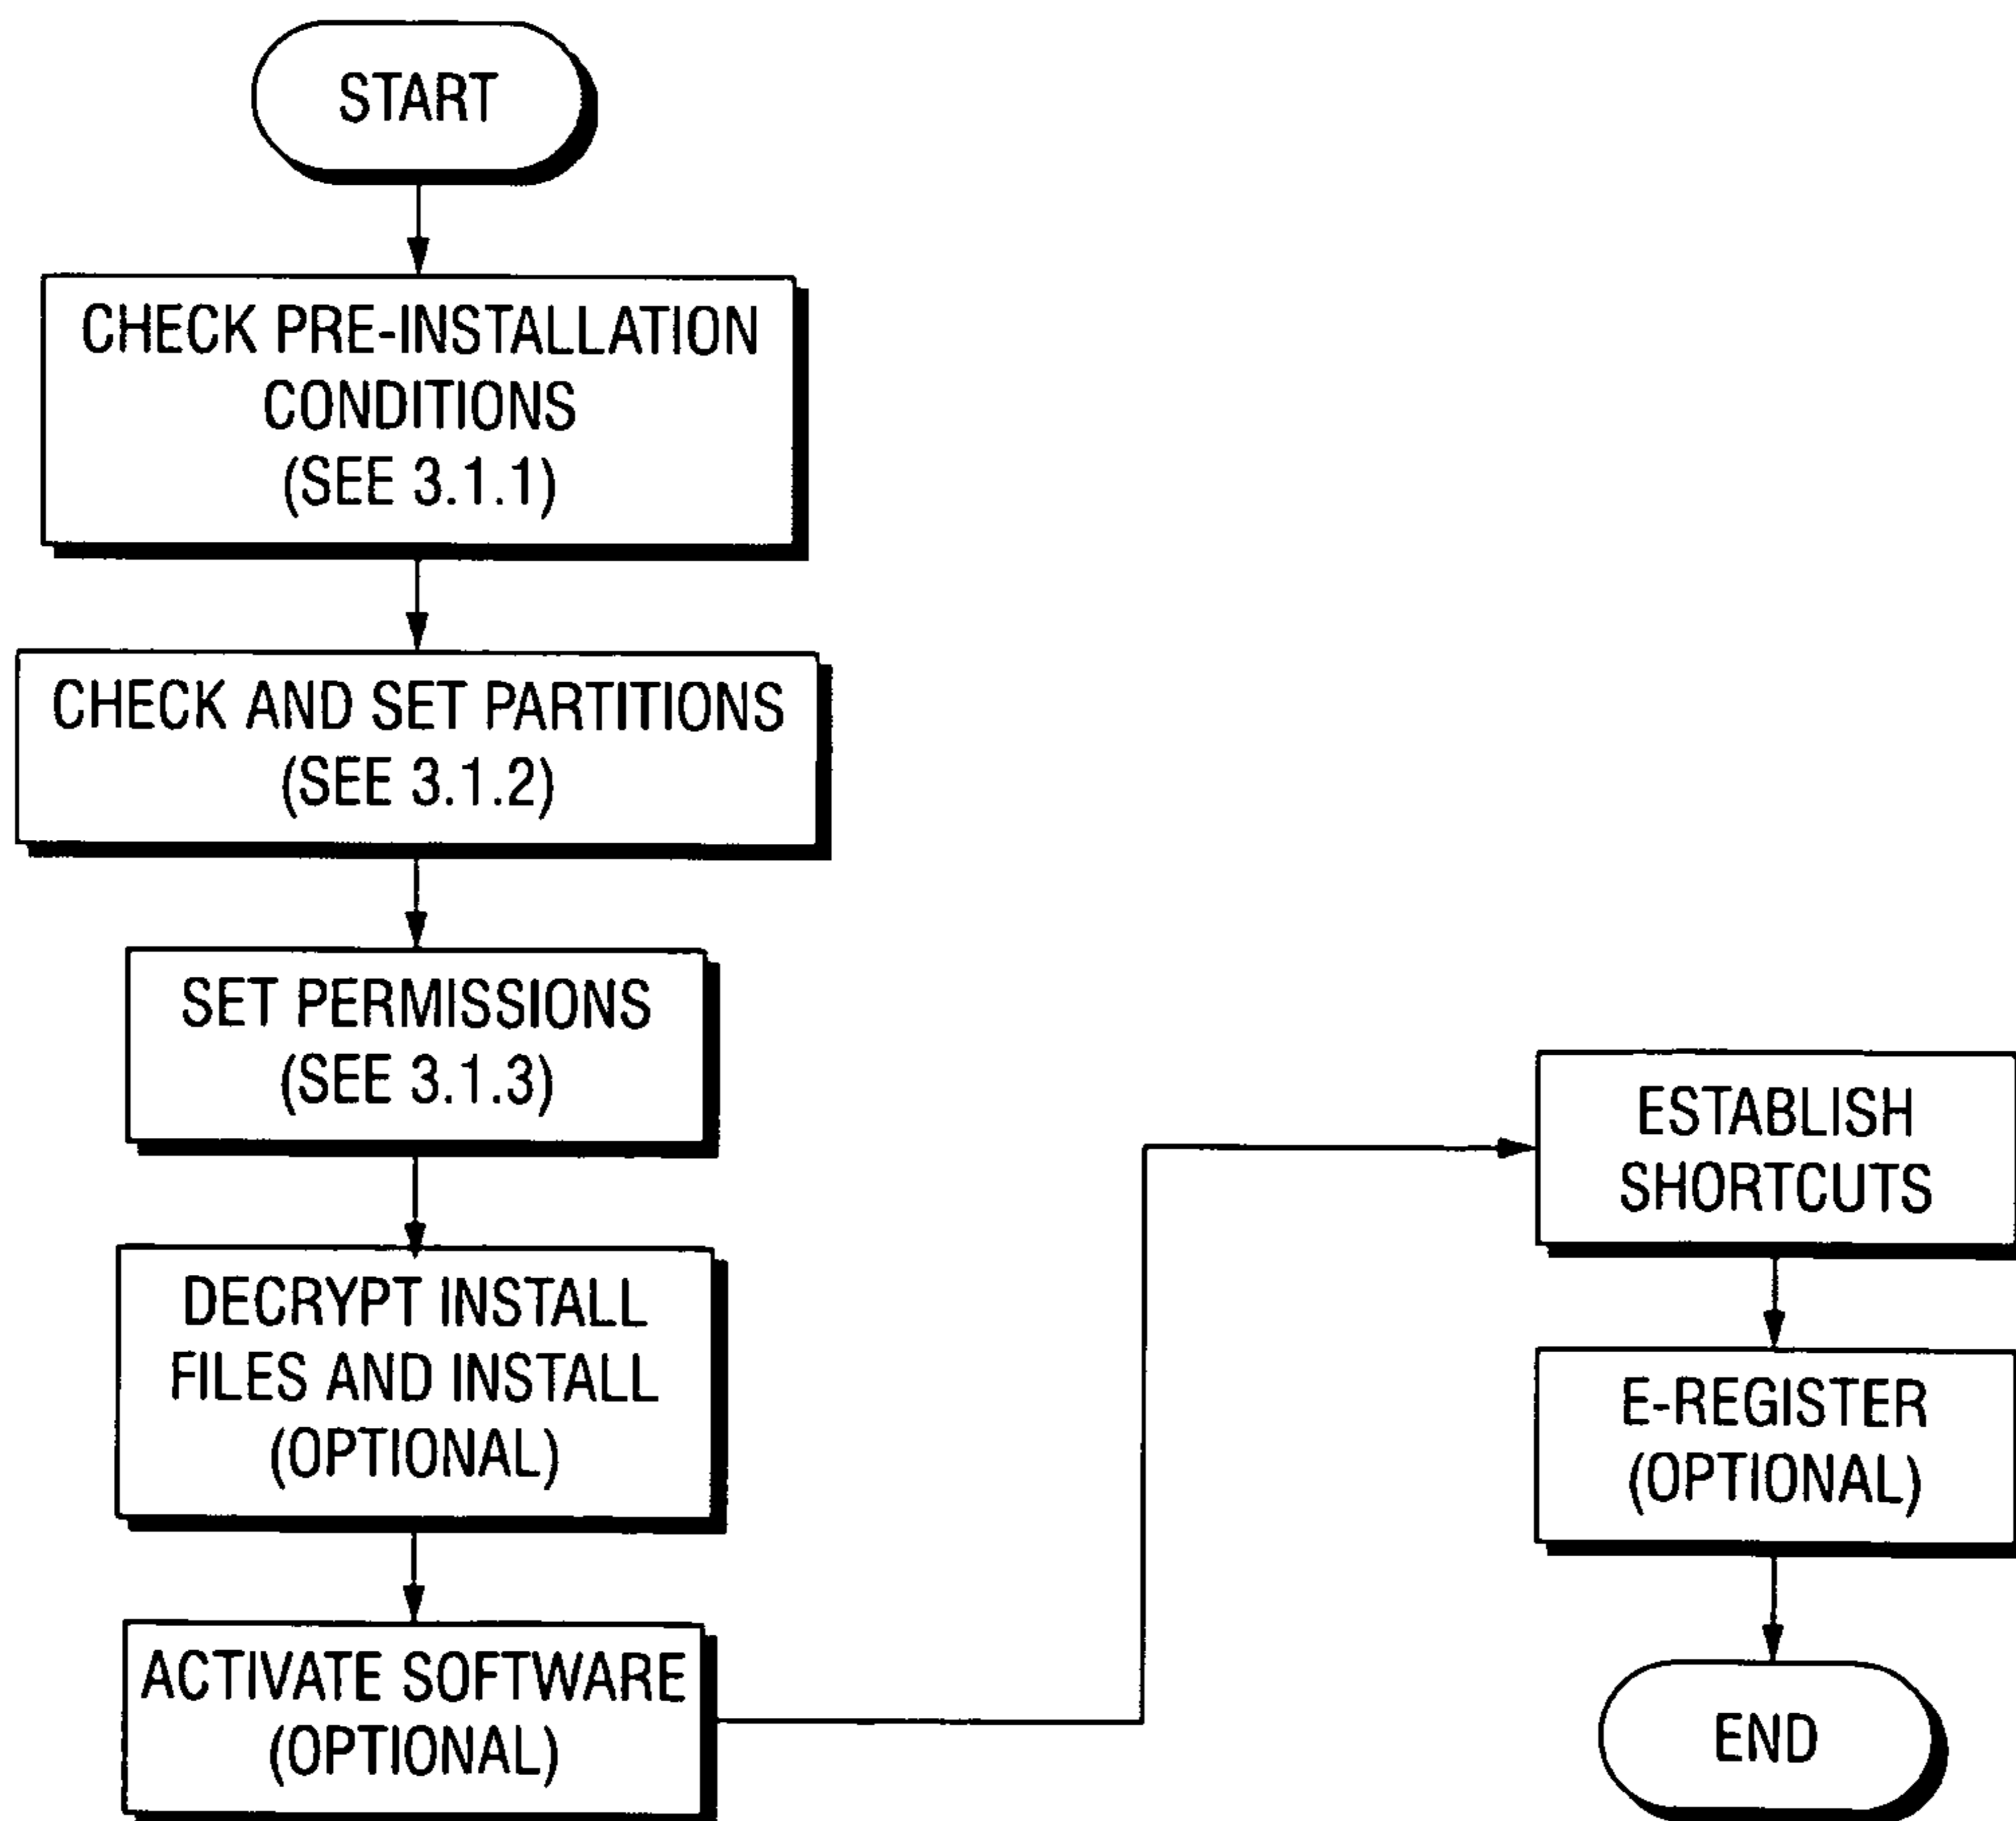 START
CHECK PRE-INSTALLATION
CONDITIONS
(SEE 3.1.1)
CHECK AND SET PARTITIONS
(SEE 3.1.2)
SET PERMISSIONS
(SEE 3.1.3)
DECRYPT INSTALL
FILES AND INSTALL
(OPTIONAL)
ACTIVATE SOFTWARE
(OPTIONAL)
ESTABLISH
SHORTCUTS
E-REGISTER
(OPTIONAL)
END